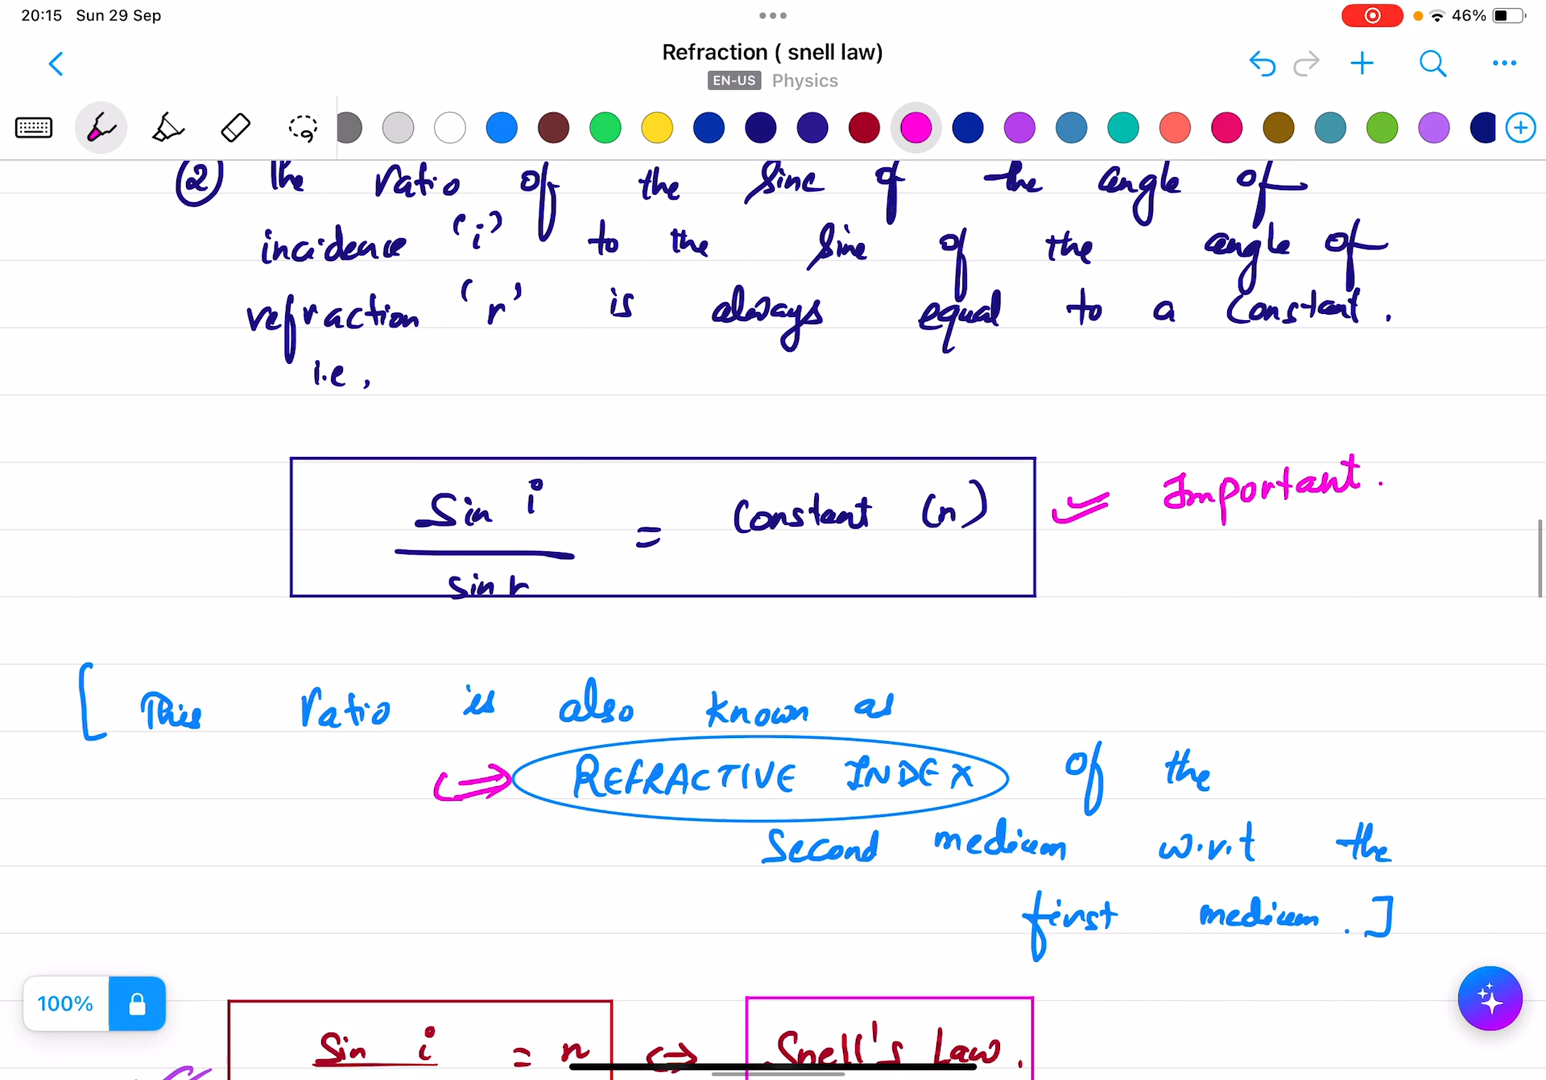 20:15 Sun 29 Sep
46%
Refraction ( snell law)
EN-US Physics
(2) The ratio of the Sine of the angle of
incidence 'i' to the Sine of the angle of
refraction 'r' is always equal to a Constant.
i.e,
Sin i
= Constant (n)
sin r
Important.
[ This ratio is also known as
REFRACTIVE INDEX of the
Second medium w.r.t the
first medium. ]
100%
Sin i = n ⇔ Snell's Law.